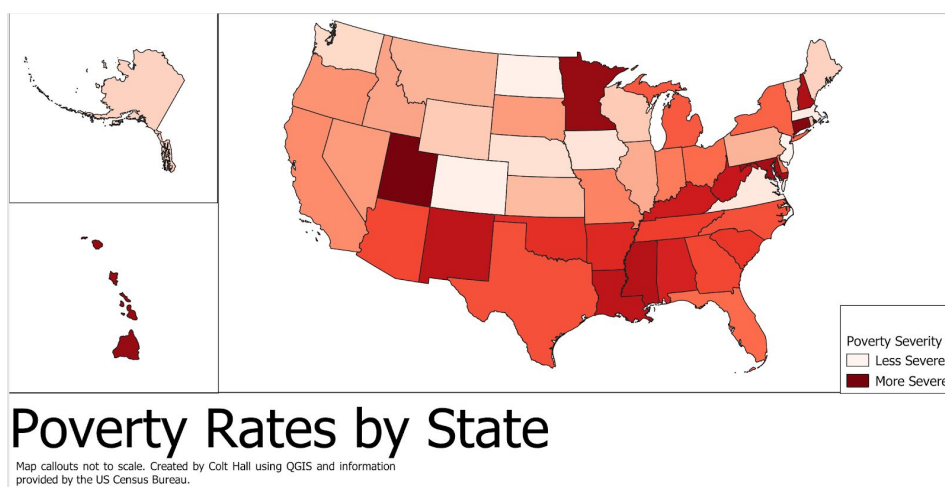 Poverty Severity
Less Severe
More Severe
Poverty Rates by State
Map callouts not to scale. Created by Colt Hall using QGIS and information
provided by the US Census Bureau.